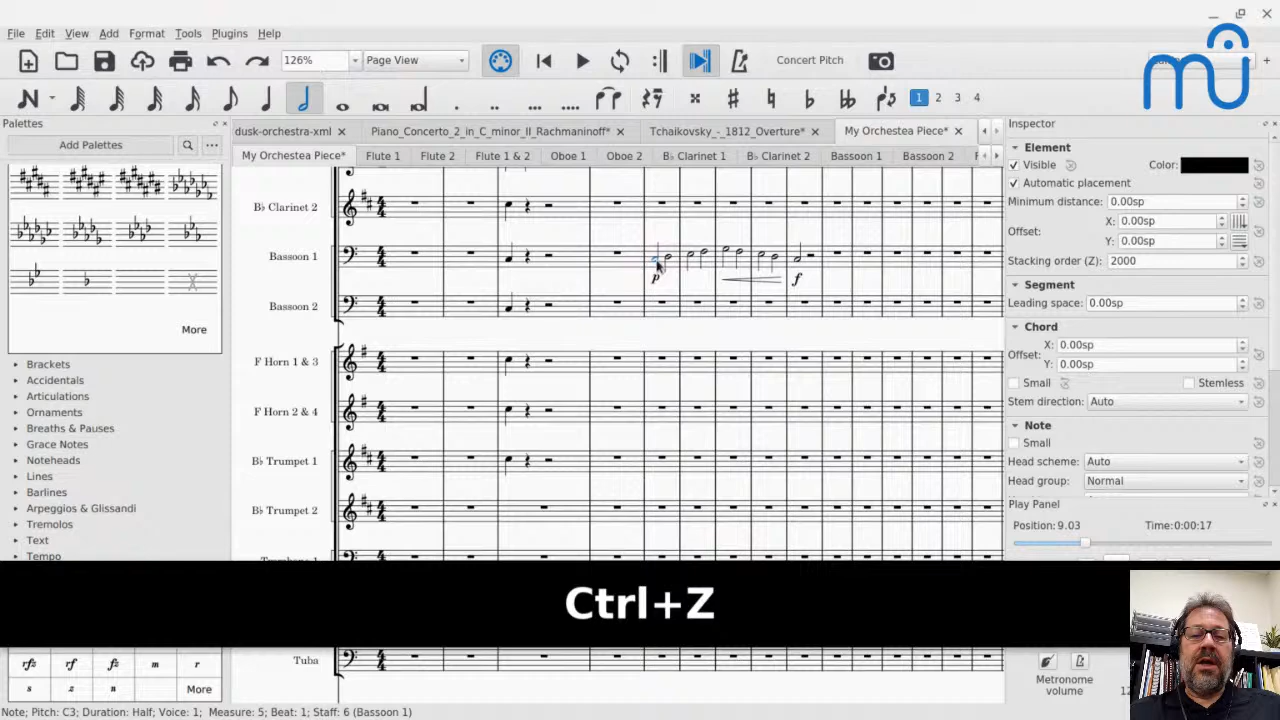 File Edit View Add Format Tools Plugins Help
126% Page View Concert Pitch
1 2 3 4
Palettes
Add Palettes
More
Brackets
Accidentals
Articulations
Ornaments
Breaths & Pauses
Grace Notes
Noteheads
Lines
Barlines
Arpeggios & Glissandi
Tremolos
Text
Tempo
rfz rf fz m r
s z n More
dusk-orchestra-xml Piano_Concerto_2_in_C_minor_II_Rachmaninoff* Tchaikovsky_-_1812_Overture* My Orchestea Piece*
My Orchestea Piece* Flute 1 Flute 2 Flute 1 & 2 Oboe 1 Oboe 2 B♭ Clarinet 1 B♭ Clarinet 2 Bassoon 1 Bassoon 2
B♭ Clarinet 2
Bassoon 1
p f
Bassoon 2
F Horn 1 & 3
F Horn 2 & 4
B♭ Trumpet 1
B♭ Trumpet 2
Trombone 1
Tuba
Inspector
Element
Visible Color:
Automatic placement
Minimum distance: 0.00sp
Offset: X: 0.00sp
Y: 0.00sp
Stacking order (Z): 2000
Segment
Leading space: 0.00sp
Chord
Offset: X: 0.00sp
Y: 0.00sp
Small Stemless
Stem direction: Auto
Note
Small
Head scheme: Auto
Head group: Normal
Play Panel
Position: 9.03 Time:0:00:17
Ctrl+Z
Metronome
volume
Note; Pitch: C3; Duration: Half; Voice: 1; Measure: 5; Beat: 1; Staff: 6 (Bassoon 1)